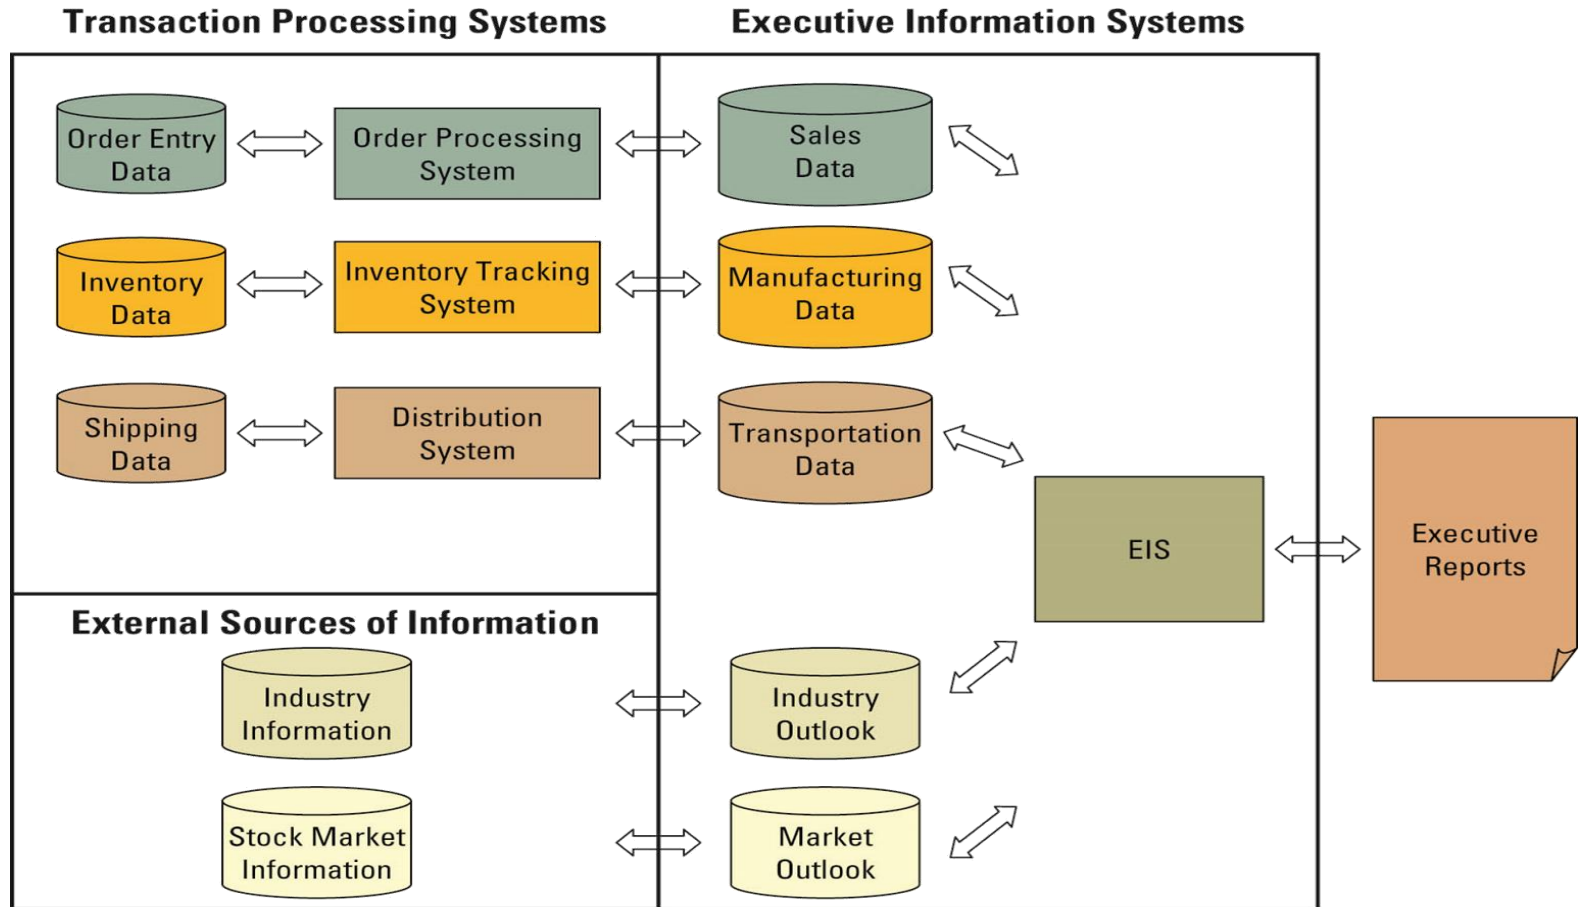 Transaction Processing Systems
Executive Information Systems
Order Entry
Data
Order Processing
System
Sales
Data
Inventory
Data
Inventory Tracking
System
Manufacturing
Data
Shipping
Data
Distribution
System
Transportation
Data
EIS
Executive
Reports
External Sources of Information
Industry
Information
Industry
Outlook
Stock Market
Information
Market
Outlook